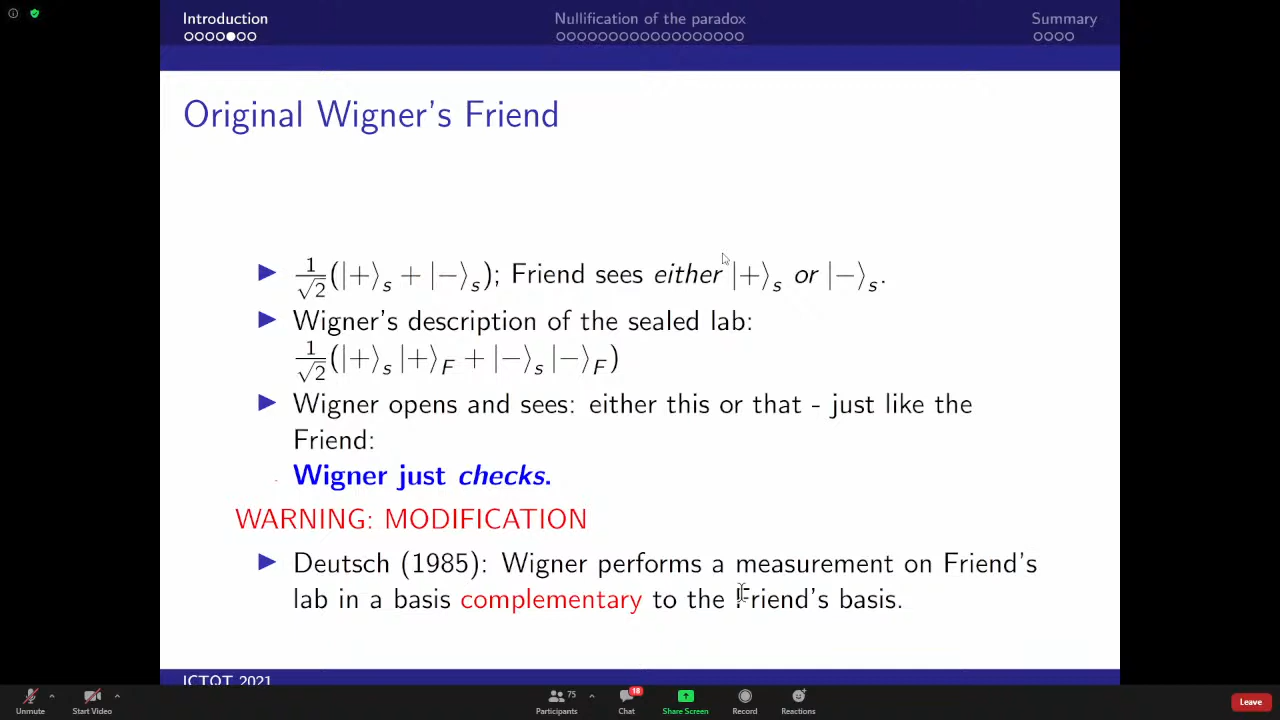 Introduction
Nullification of the paradox
Summary
Original Wigner's Friend
1/√2(|+⟩s + |−⟩s); Friend sees either |+⟩s or |−⟩s.
Wigner's description of the sealed lab:
1/√2(|+⟩s |+⟩F + |−⟩s |−⟩F)
Wigner opens and sees: either this or that - just like the
Friend:
Wigner just checks.
WARNING: MODIFICATION
Deutsch (1985): Wigner performs a measurement on Friend's
lab in a basis complementary to the Friend's basis.
ICTQT 2021
Unmute
Start Video
75
Participants
18
Chat
Share Screen
Record
Reactions
Leave